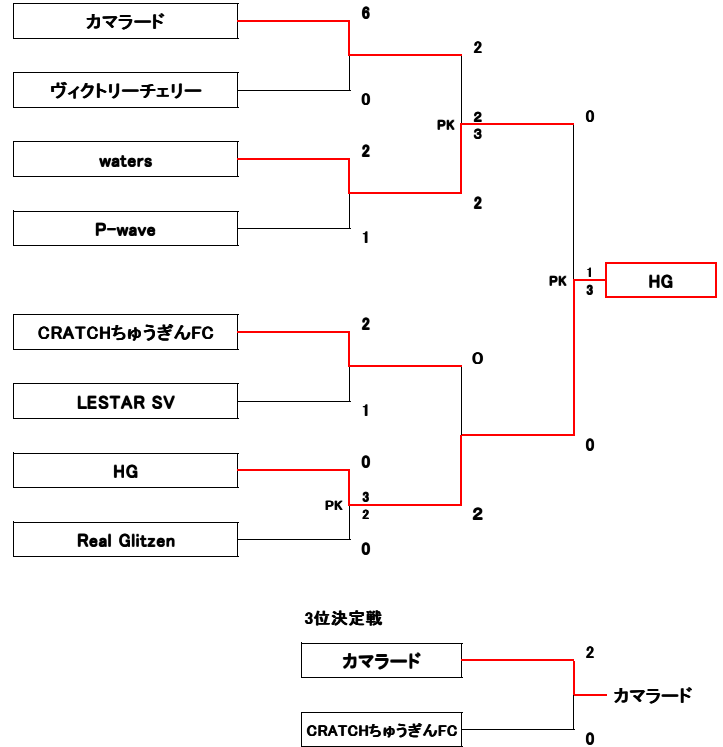 カマラード
6
2
ヴィクトリーチェリー
0
PK
2
3
0
waters
2
2
P-wave
1
PK
1
3
HG
CRATCHちゅうぎんFC
2
0
LESTAR SV
1
0
HG
0
PK
3
2
2
Real Glitzen
0
3位決定戦
カマラード
2
カマラード
CRATCHちゅうぎんFC
0